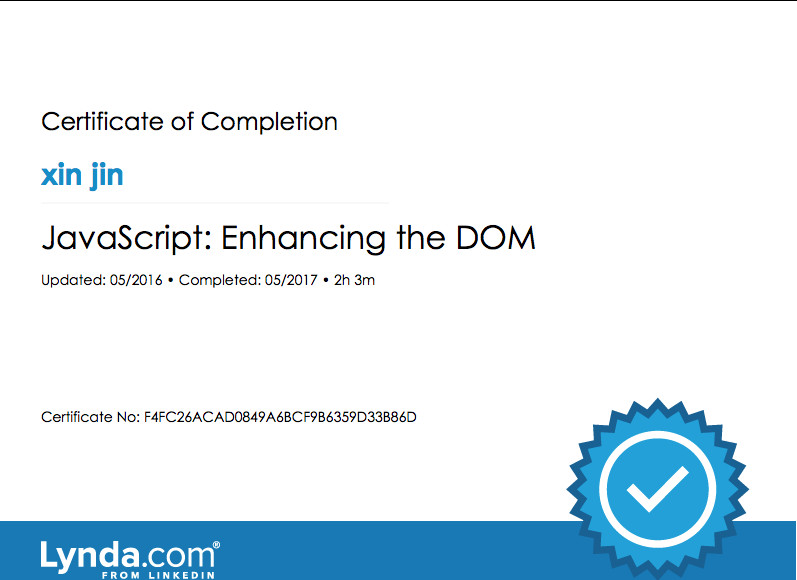 Certificate of Completion
xin jin
JavaScript: Enhancing the DOM
Updated: 05/2016 • Completed: 05/2017 • 2h 3m
Certificate No: F4FC26ACAD0849A6BCF9B6359D33B86D
Lynda.com®
FROM LINKEDIN